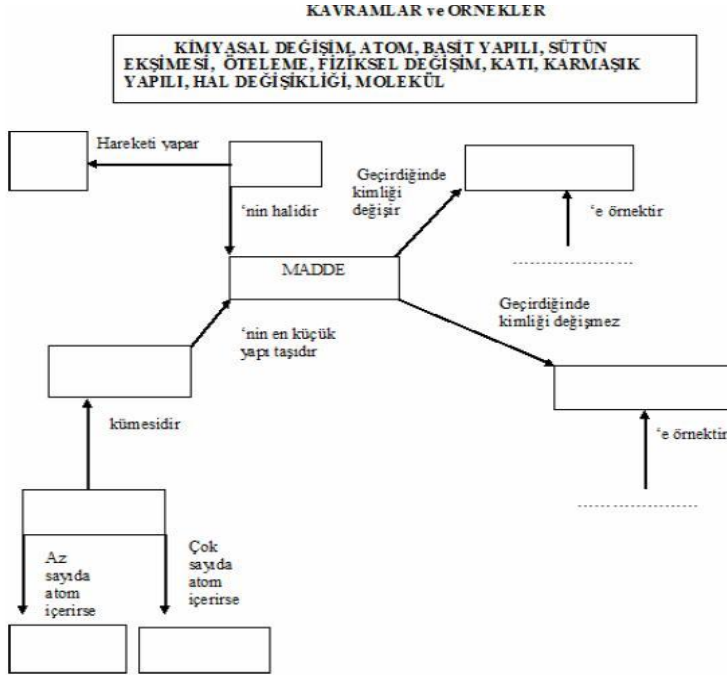 KAVRAMLAR ve ORNEKLER
KİMYASAL DEĞİŞİM, ATOM, BASİT YAPILI, SÜTÜN
EKŞİMESİ, ÖTELEME, FİZİKSEL DEĞİŞİM, KATI, KARMAŞIK
YAPILI, HAL DEĞİŞİKLİĞİ, MOLEKÜL
Hareketi yapar
'nin halidir
Geçirdiğinde
kimliği
değişir
'e örnektir
MADDE
Geçirdiğinde
kimliği değişmez
'nin en küçük
yapı taşıdır
kümesidir
'e örnektir
Az
sayıda
atom
içerirse
Çok
sayıda
atom
içerirse